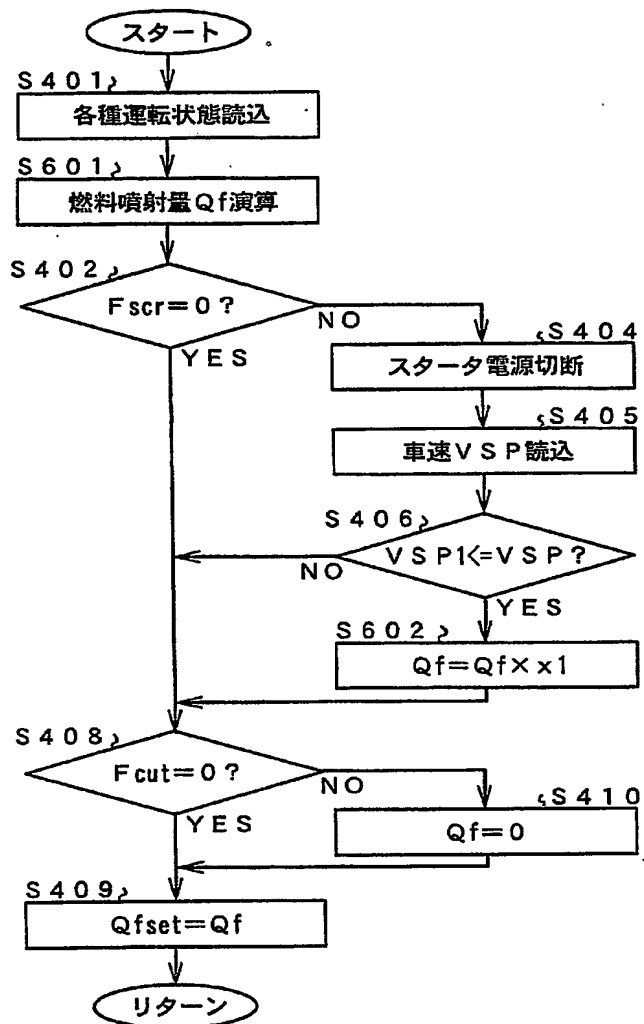 スタート
S401
各種運転状態読込
S601
燃料噴射量Qf演算
S402
Fscr=0?
NO
YES
S404
スタータ電源切断
S405
車速VSP読込
S406
VSP1<=VSP?
NO
YES
S602
Qf=Qf×x1
S408
Fcut=0?
NO
YES
S410
Qf=0
S409
Qfset=Qf
リターン